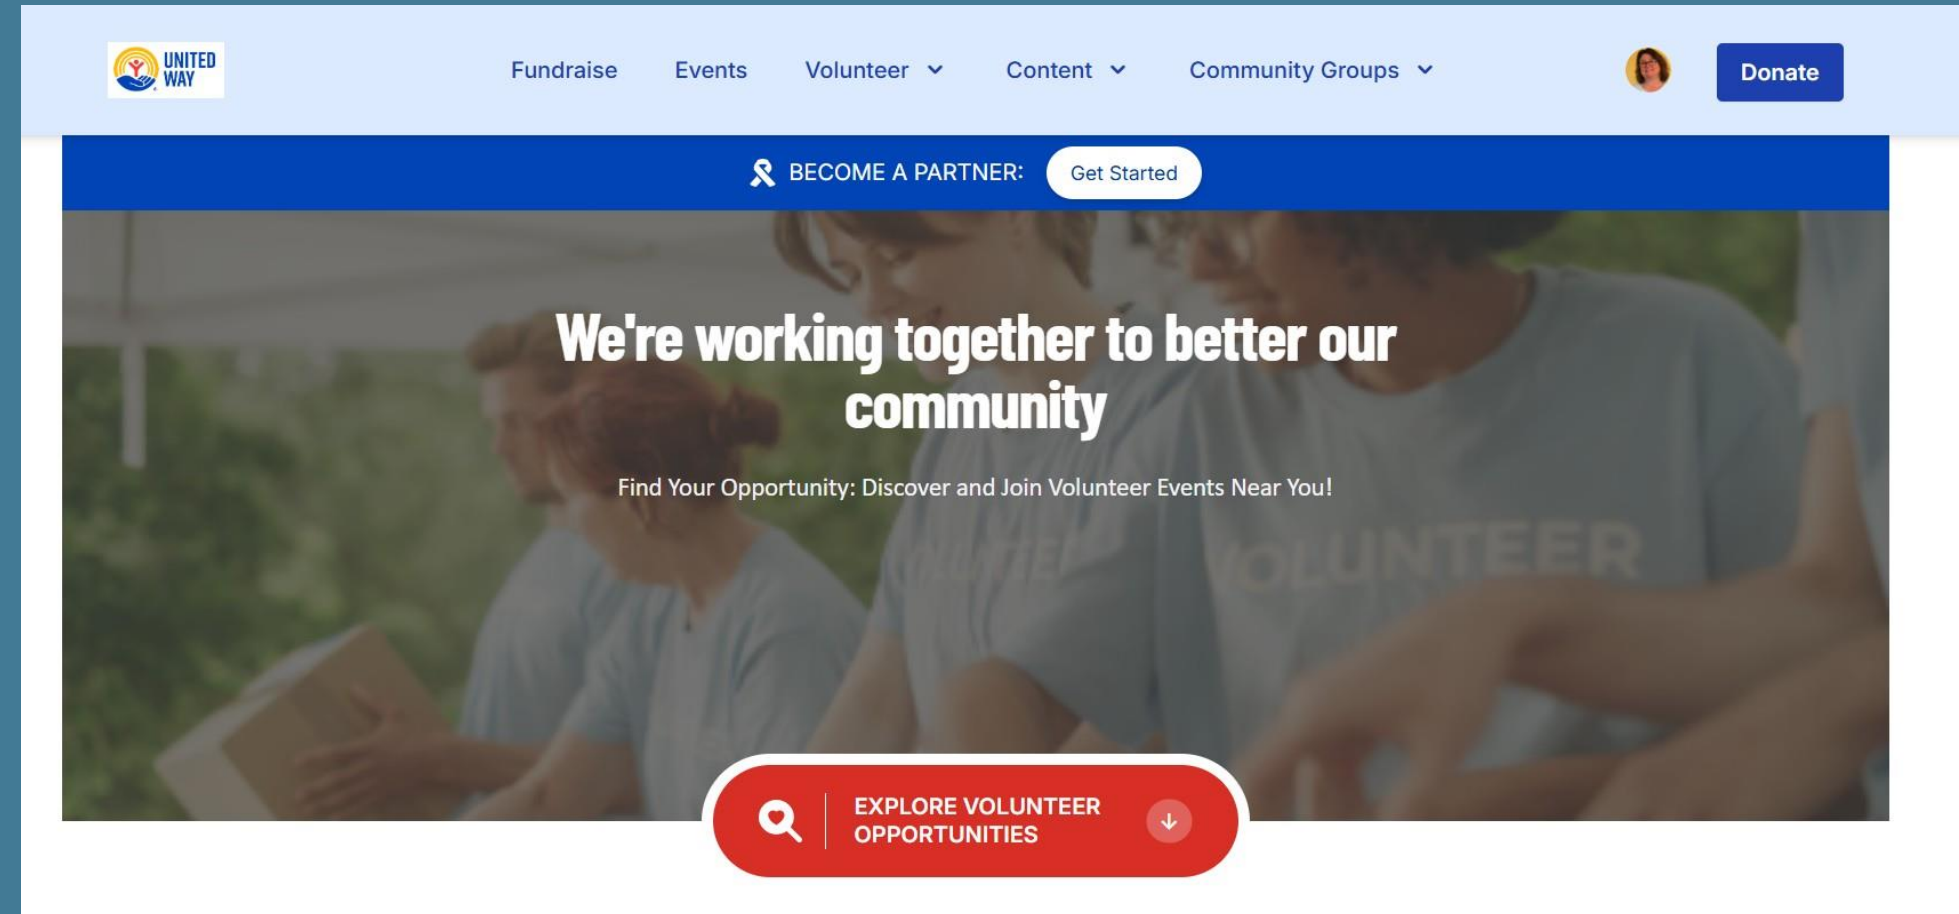 UNITED
WAY
Fundraise Events Volunteer Content Community Groups Donate
BECOME A PARTNER: Get Started
We're working together to better our
community
Find Your Opportunity: Discover and Join Volunteer Events Near You!
VOLUNTEER
VOLUNTEER
EXPLORE VOLUNTEER
OPPORTUNITIES